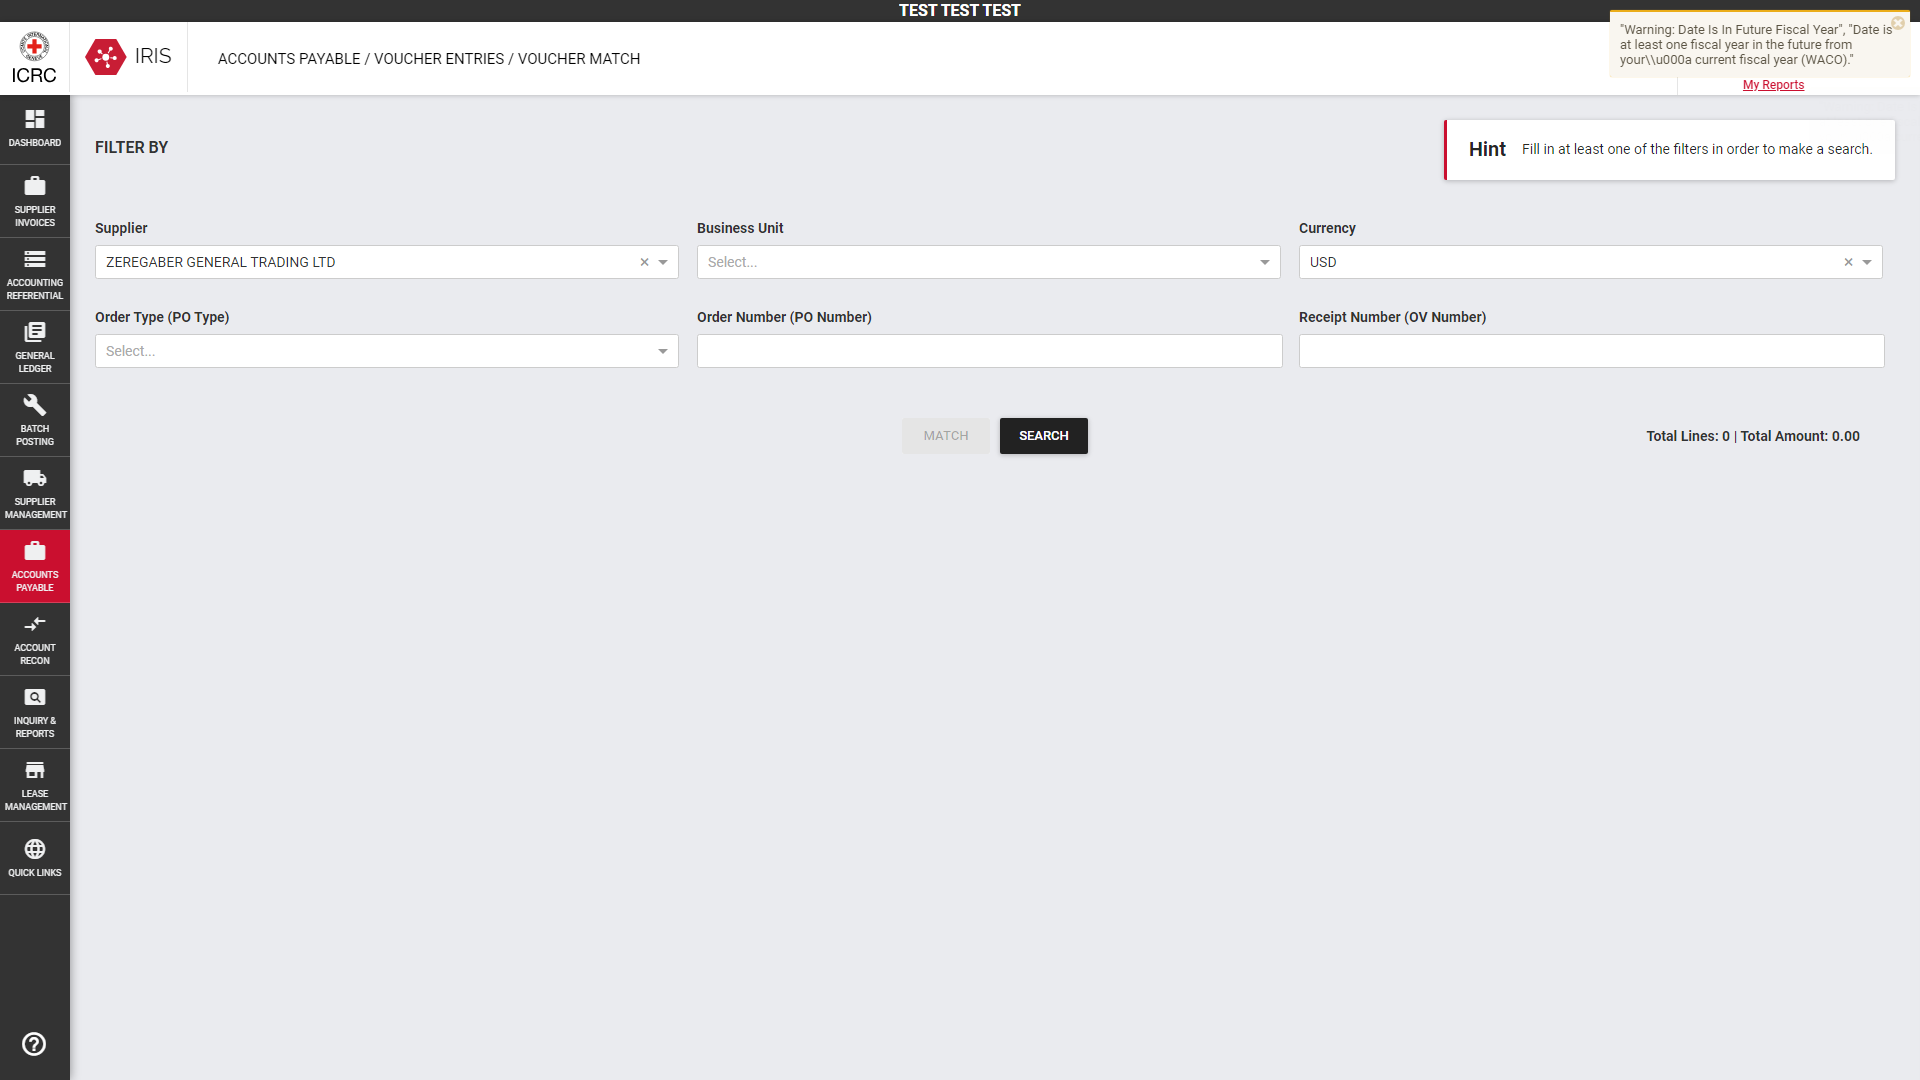 TEST TEST TEST
ICRC
IRIS
ACCOUNTS PAYABLE / VOUCHER ENTRIES / VOUCHER MATCH
"Warning: Date Is In Future Fiscal Year", "Date is
at least one fiscal year in the future from
your\\u000a current fiscal year (WACO)."
My Reports
DASHBOARD
SUPPLIER
INVOICES
ACCOUNTING
REFERENTIAL
GENERAL
LEDGER
BATCH
POSTING
SUPPLIER
MANAGEMENT
ACCOUNTS
PAYABLE
ACCOUNT
RECON
INQUIRY &
REPORTS
LEASE
MANAGEMENT
QUICK LINKS
FILTER BY
Hint Fill in at least one of the filters in order to make a search.
Supplier
Business Unit
Currency
ZEREGABER GENERAL TRADING LTD
Select...
USD
Order Type (PO Type)
Order Number (PO Number)
Receipt Number (OV Number)
Select...
MATCH
SEARCH
Total Lines: 0 | Total Amount: 0.00